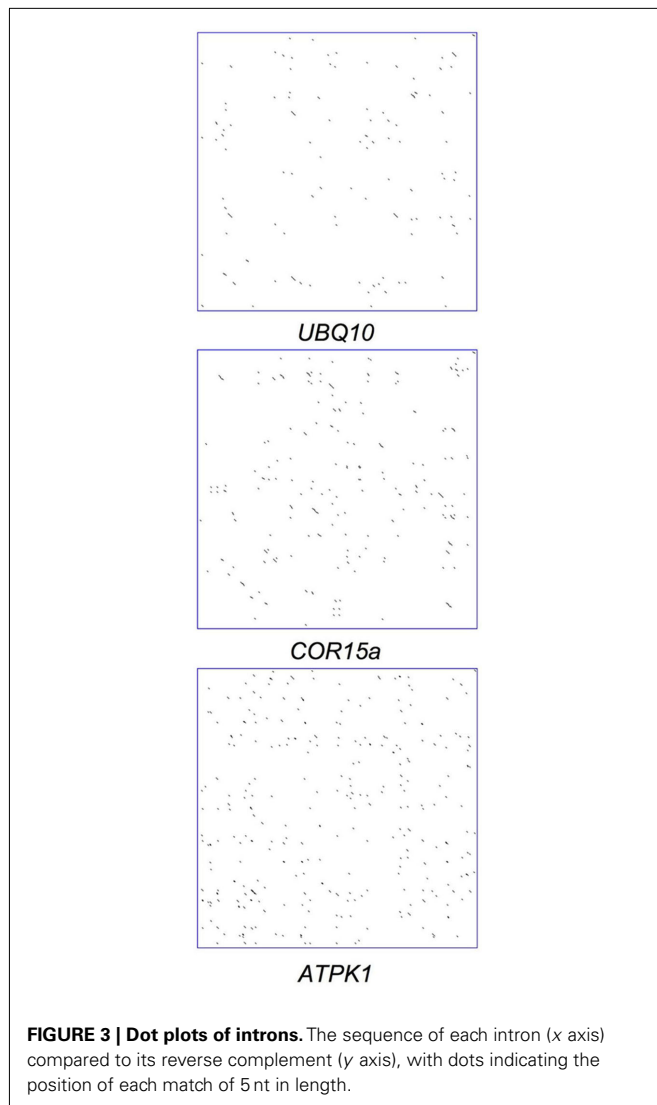 UBQ10
COR15a
ATPK1
FIGURE 3 | Dot plots of introns. The sequence of each intron (x axis)
compared to its reverse complement (y axis), with dots indicating the
position of each match of 5 nt in length.